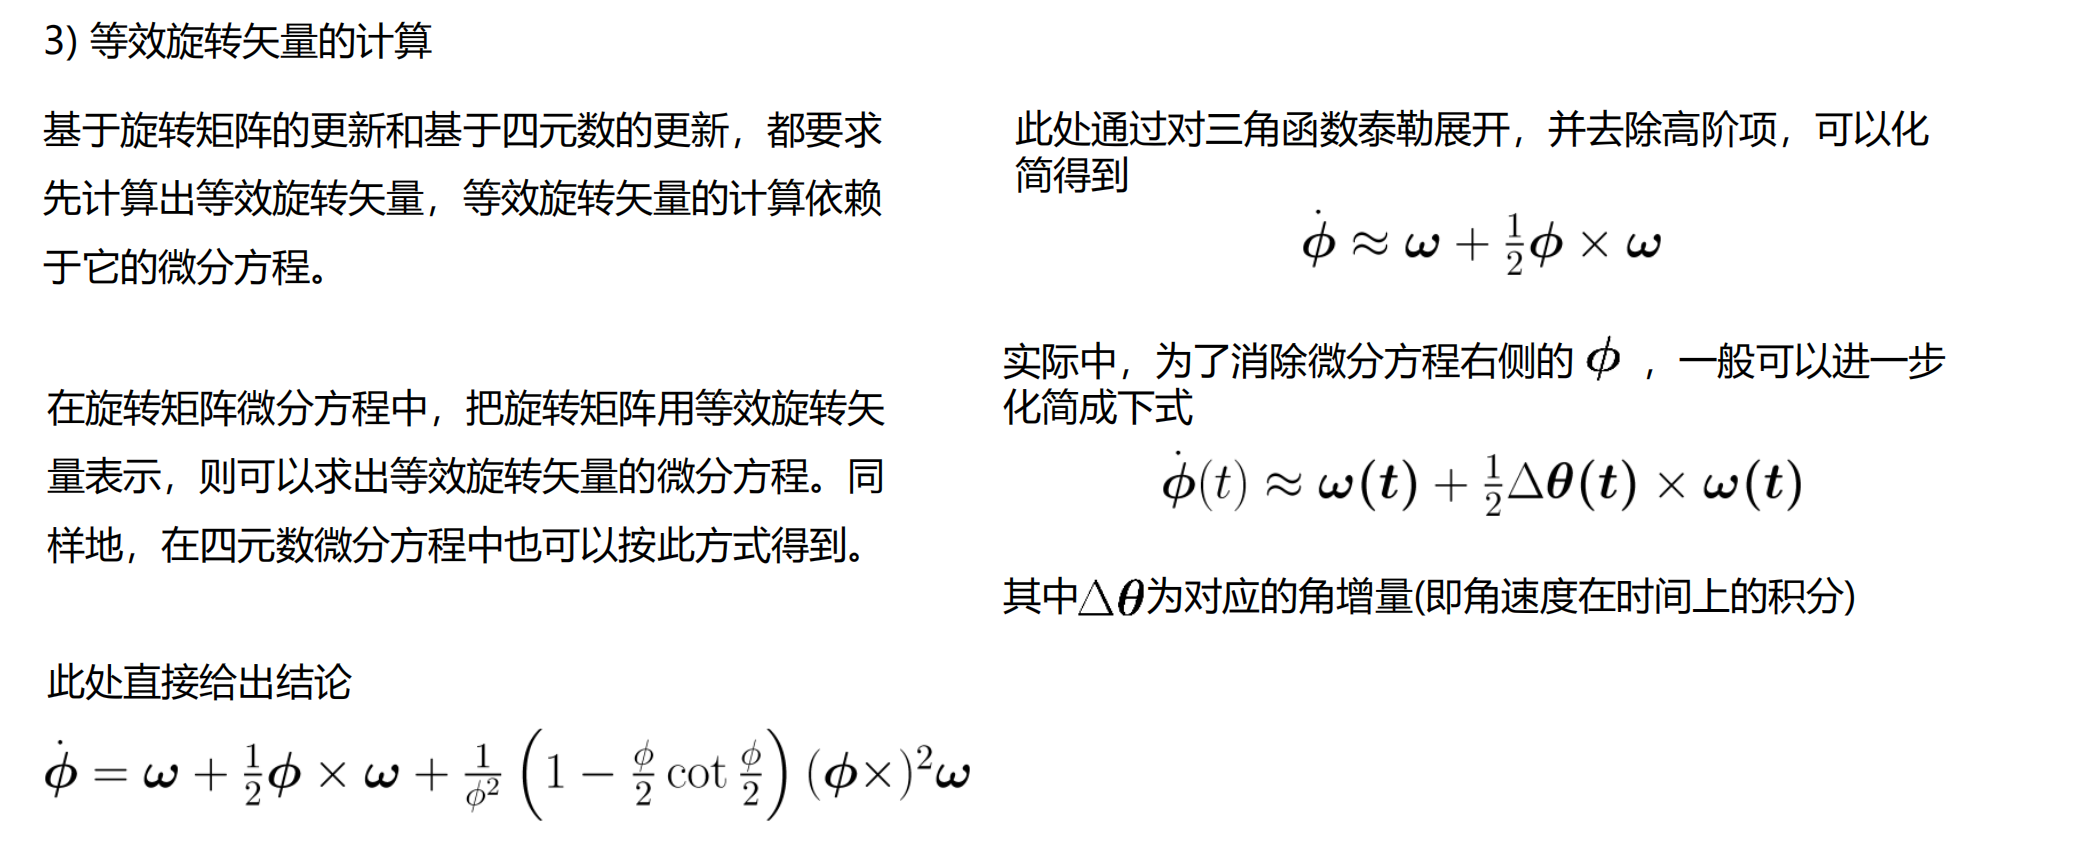 3) 等效旋转矢量的计算
基于旋转矩阵的更新和基于四元数的更新，都要求
先计算出等效旋转矢量，等效旋转矢量的计算依赖
于它的微分方程。
在旋转矩阵微分方程中，把旋转矩阵用等效旋转矢
量表示，则可以求出等效旋转矢量的微分方程。同
样地，在四元数微分方程中也可以按此方式得到。
此处直接给出结论
$\dot{\boldsymbol{\phi}} = \boldsymbol{\omega} + \frac{1}{2}\boldsymbol{\phi} \times \boldsymbol{\omega} + \frac{1}{\phi^2}\left(1 - \frac{\phi}{2}\cot\frac{\phi}{2}\right)(\boldsymbol{\phi}\times)^2\boldsymbol{\omega}$
此处通过对三角函数泰勒展开，并去除高阶项，可以化
简得到
$\dot{\boldsymbol{\phi}} \approx \boldsymbol{\omega} + \frac{1}{2}\boldsymbol{\phi} \times \boldsymbol{\omega}$
实际中，为了消除微分方程右侧的 $\boldsymbol{\phi}$ ，一般可以进一步
化简成下式
$\dot{\boldsymbol{\phi}}(t) \approx \boldsymbol{\omega(t)} + \frac{1}{2}\Delta\boldsymbol{\theta(t)} \times \boldsymbol{\omega(t)}$
其中$\Delta\boldsymbol{\theta}$为对应的角增量(即角速度在时间上的积分)